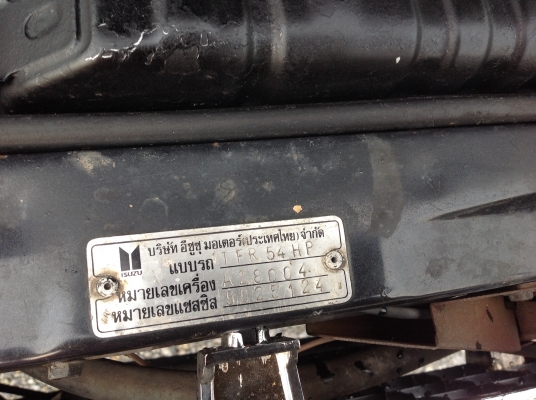 บริษัท อีซูซุ มอเตอร์(ประเทศไทย)จำกัด
ISUZU
แบบรถ TFR 54HP
หมายเลขเครื่อง
หมายเลขแชสซีส